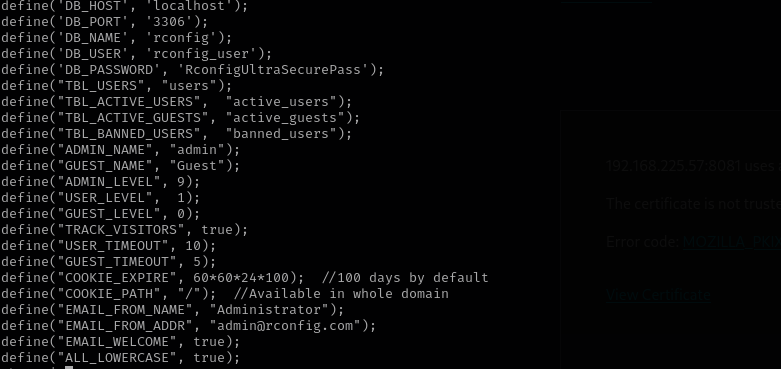 define('DB_HOST', 'localhost');
define('DB_PORT', '3306');
define('DB_NAME', 'rconfig');
define('DB_USER', 'rconfig_user');
define('DB_PASSWORD', 'RconfigUltraSecurePass');
define("TBL_USERS", "users");
define("TBL_ACTIVE_USERS",  "active_users");
define("TBL_ACTIVE_GUESTS", "active_guests");
define("TBL_BANNED_USERS",  "banned_users");
define("ADMIN_NAME", "admin");
define("GUEST_NAME", "Guest");
define("ADMIN_LEVEL", 9);
define("USER_LEVEL",  1);
define("GUEST_LEVEL", 0);
define("TRACK_VISITORS", true);
define("USER_TIMEOUT", 10);
define("GUEST_TIMEOUT", 5);
define("COOKIE_EXPIRE", 60*60*24*100);  //100 days by default
define("COOKIE_PATH", "/");  //Available in whole domain
define("EMAIL_FROM_NAME", "Administrator");
define("EMAIL_FROM_ADDR", "admin@rconfig.com");
define("EMAIL_WELCOME", true);
define("ALL_LOWERCASE", true);
192.168.225.57:8081 uses
The certificate is not truste
Error code:
View Certificate